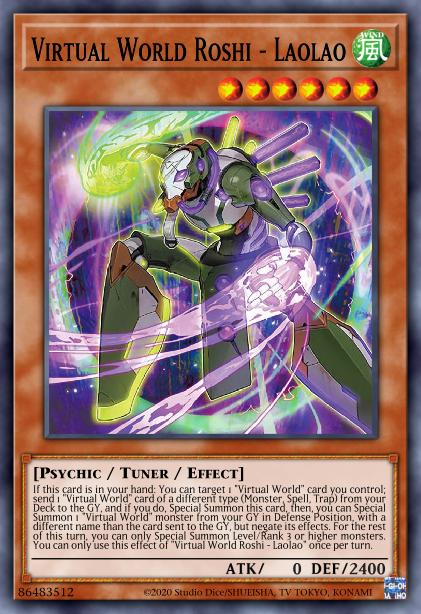 Virtual World Roshi - Laolao
WIND
風
[Psychic / Tuner / Effect]
If this card is in your hand: You can target 1 "Virtual World" card you control;
send 1 "Virtual World" card of a different type (Monster, Spell, Trap) from your
Deck to the GY, and if you do, Special Summon this card, then, you can Special
Summon 1 "Virtual World" monster from your GY in Defense Position, with a
different name than the card sent to the GY, but negate its effects. For the rest
of this turn, you can only Special Summon Level/Rank 3 or higher monsters.
You can only use this effect of "Virtual World Roshi - Laolao" once per turn.
ATK/ 0 DEF/2400
86483512
©2020 Studio Dice/SHUEISHA, TV TOKYO, KONAMI